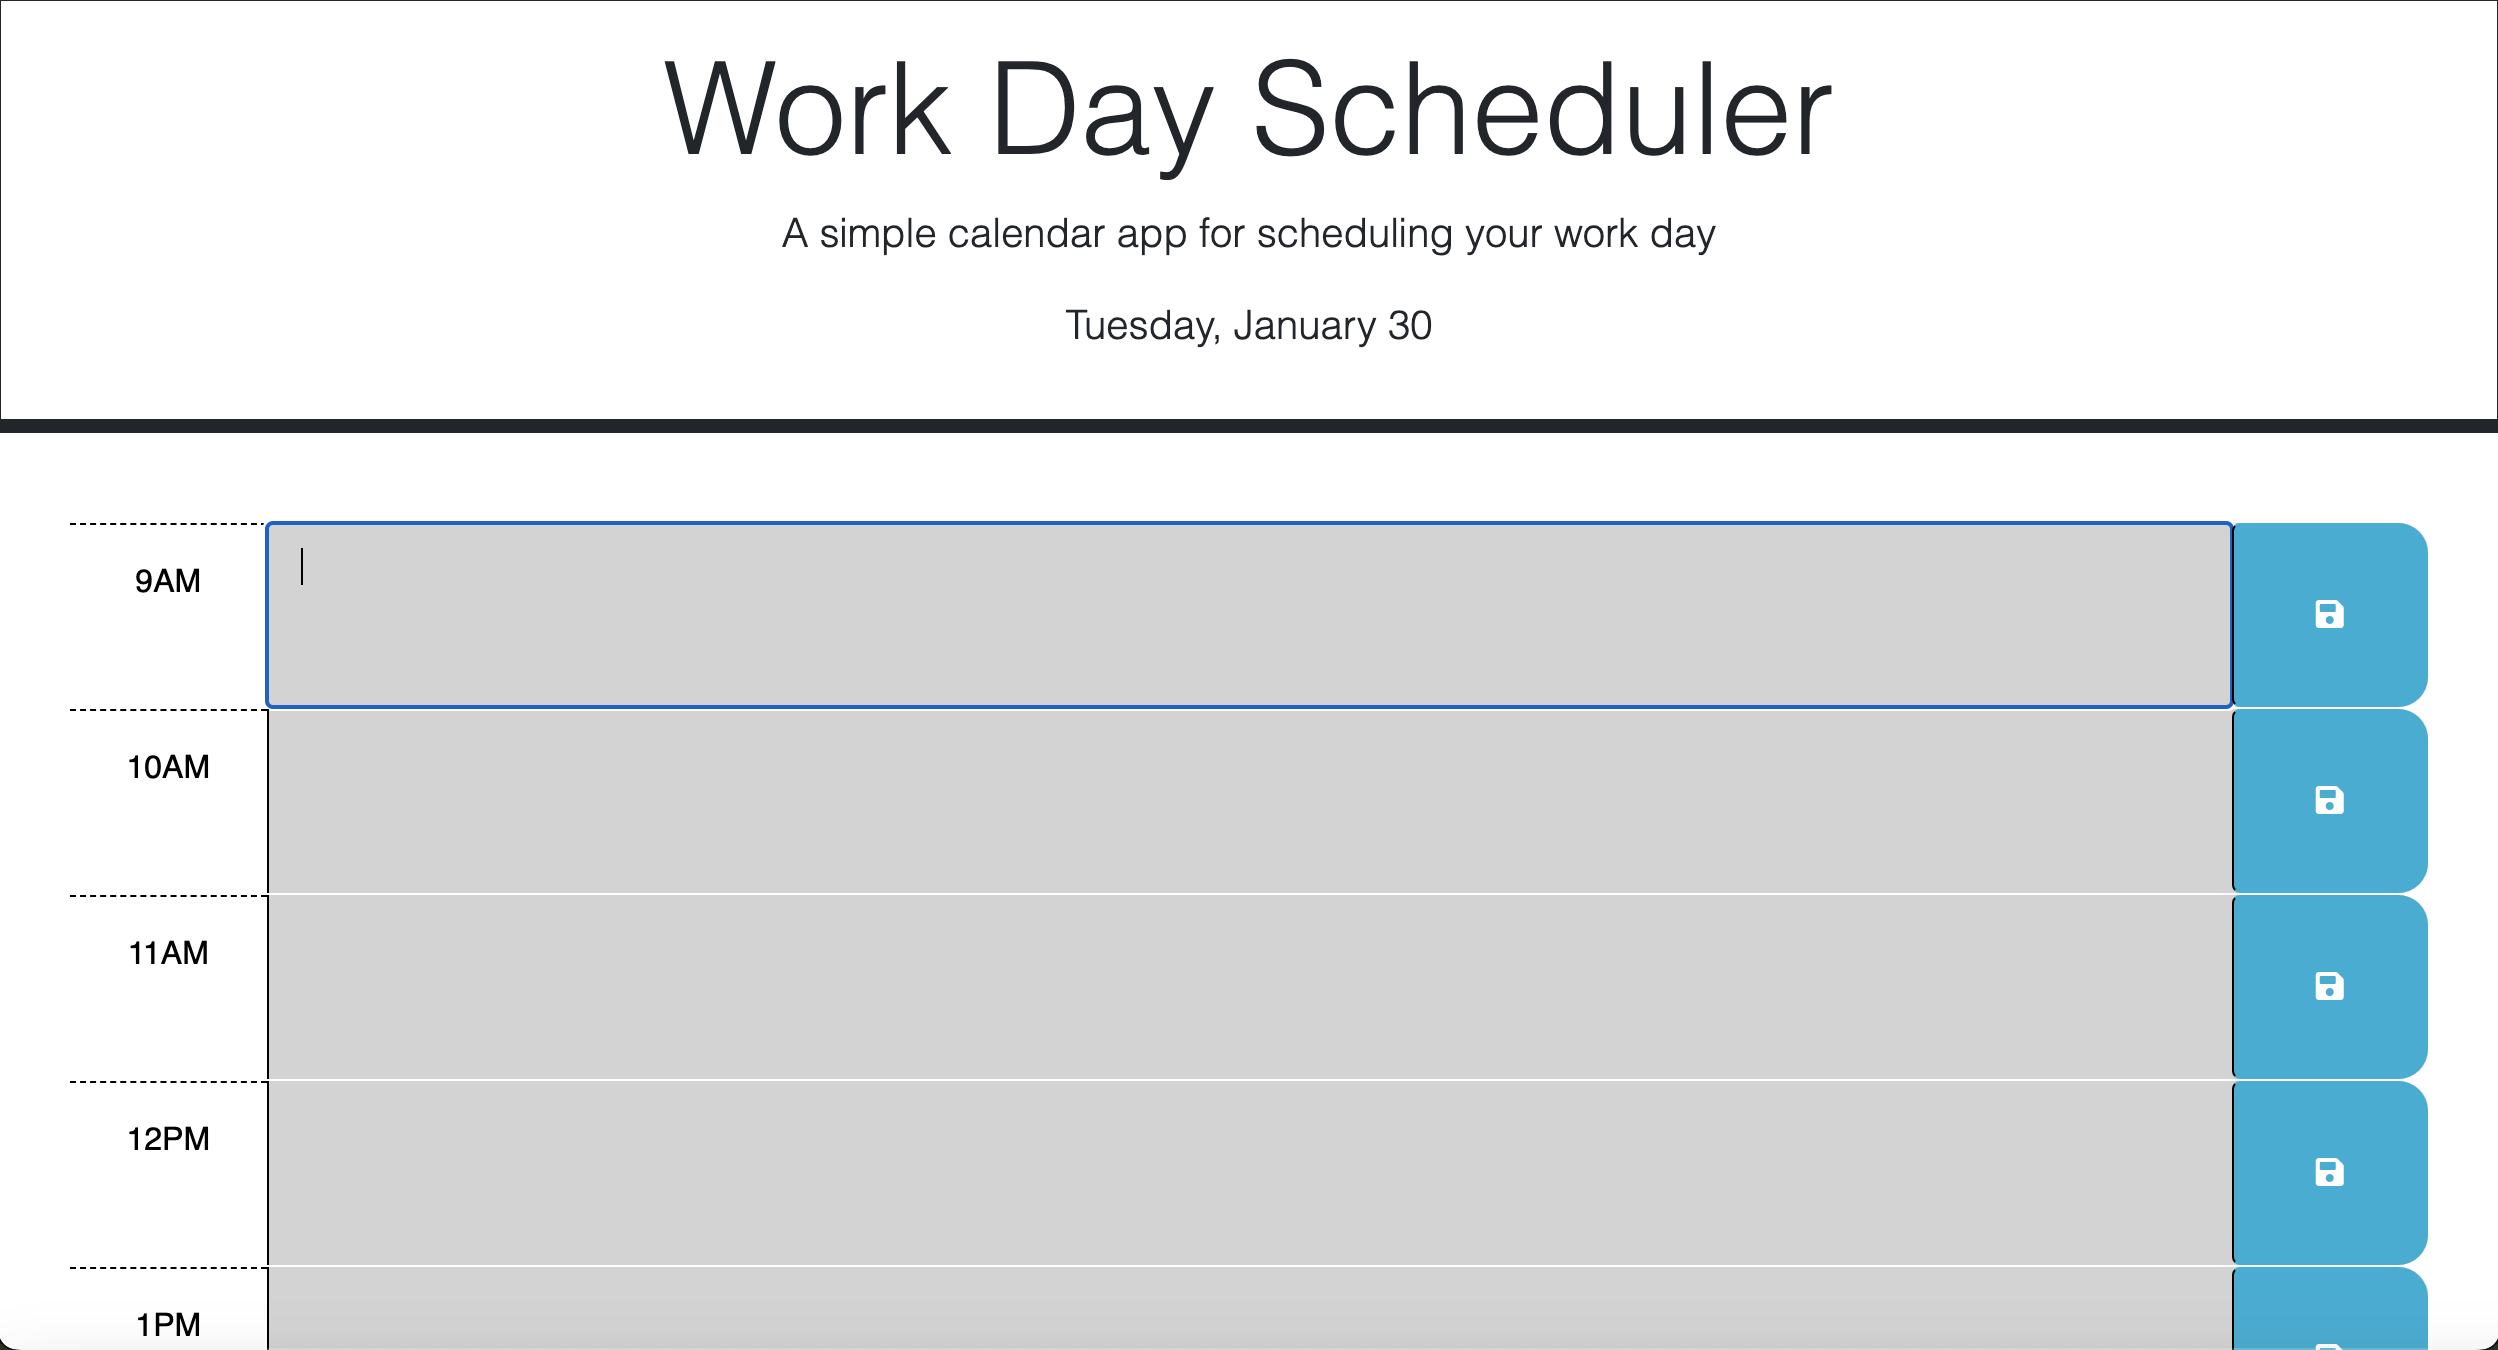 Work Day Scheduler
A simple calendar app for scheduling your work day
Tuesday, January 30
9AM
10AM
11AM
12PM
1PM